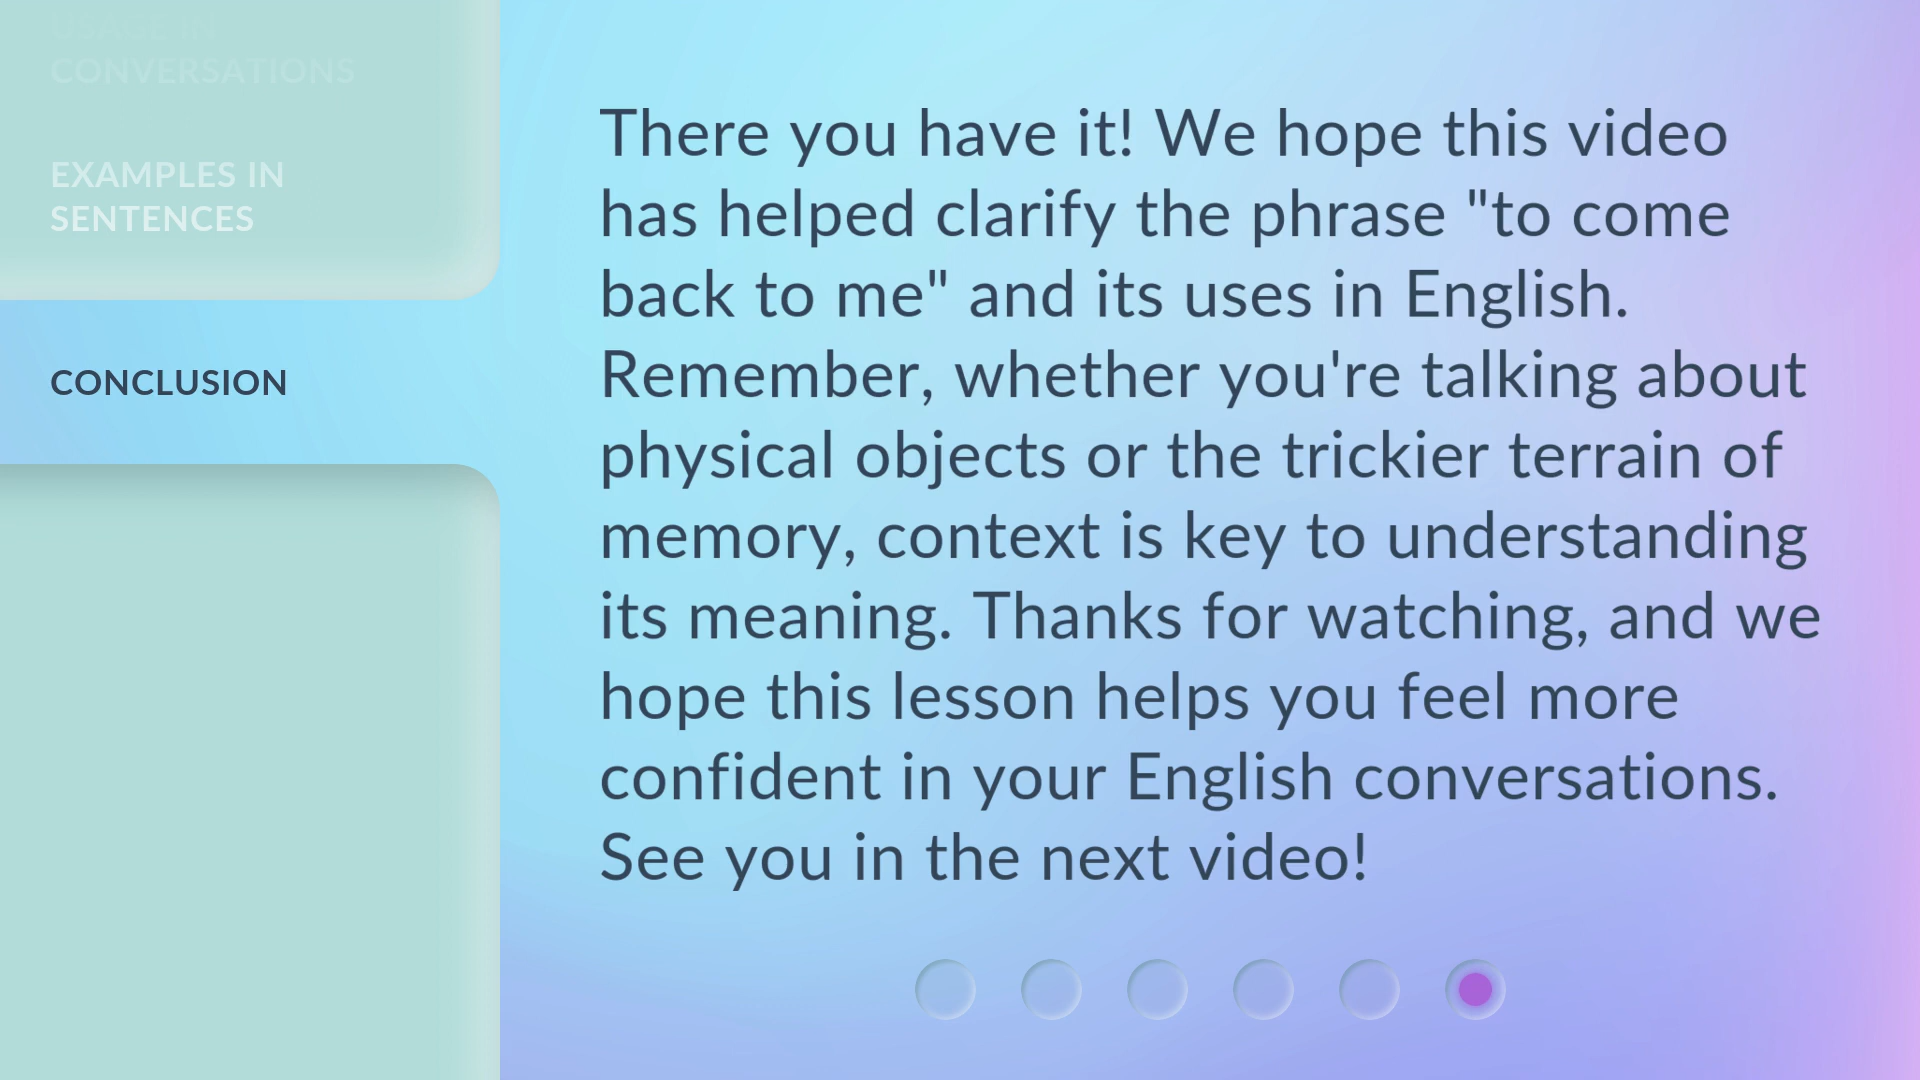 USAGE IN
CONVERSATIONS
EXAMPLES IN
SENTENCES
CONCLUSION
There you have it! We hope this video
has helped clarify the phrase "to come
back to me" and its uses in English.
Remember, whether you're talking about
physical objects or the trickier terrain of
memory, context is key to understanding
its meaning. Thanks for watching, and we
hope this lesson helps you feel more
confident in your English conversations.
See you in the next video!